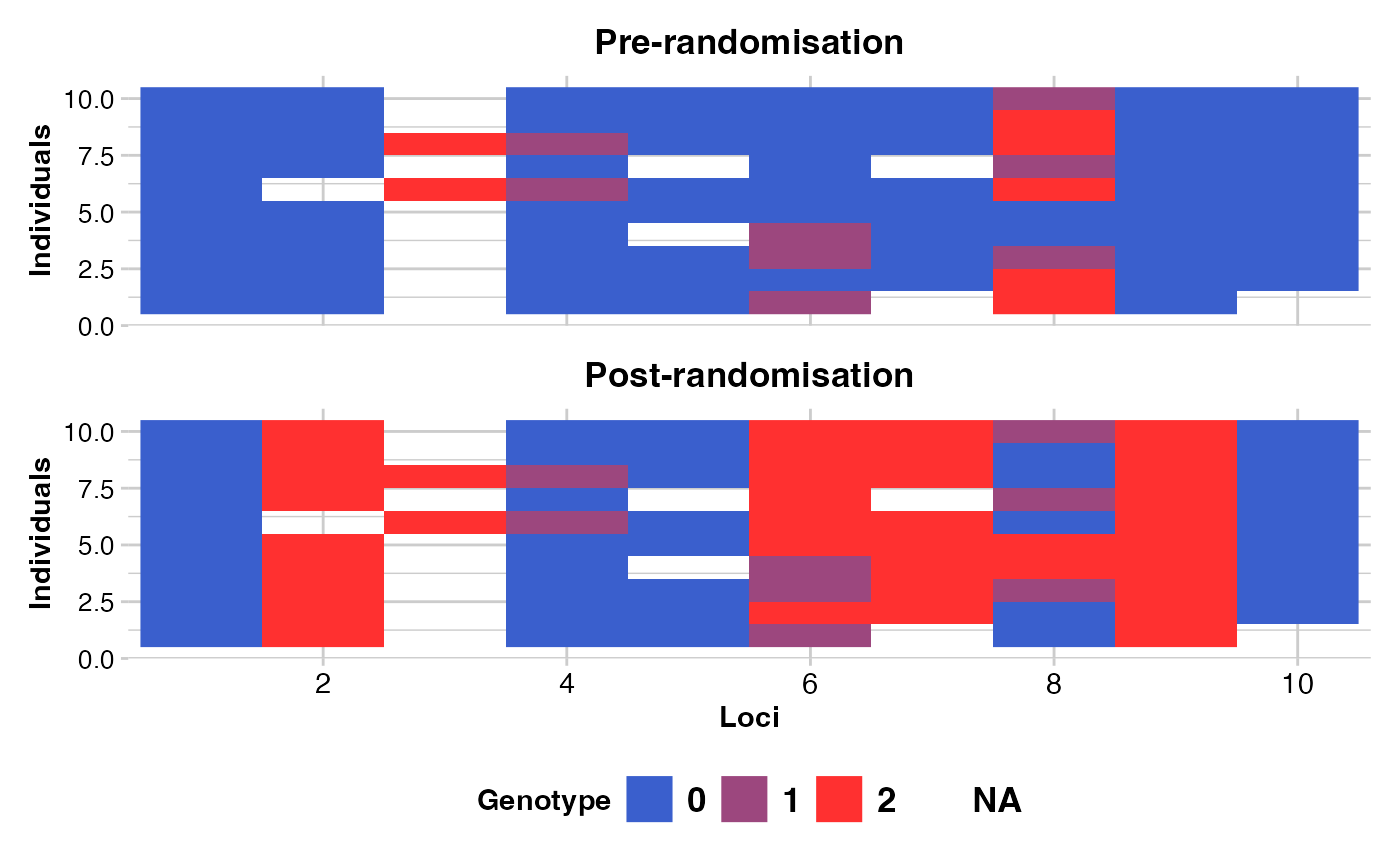 Pre-randomisation
Individuals
10.0
7.5
5.0
2.5
0.0
Post-randomisation
Individuals
10.0
7.5
5.0
2.5
0.0
2 4 6 8 10
Loci
Genotype 0 1 2 NA